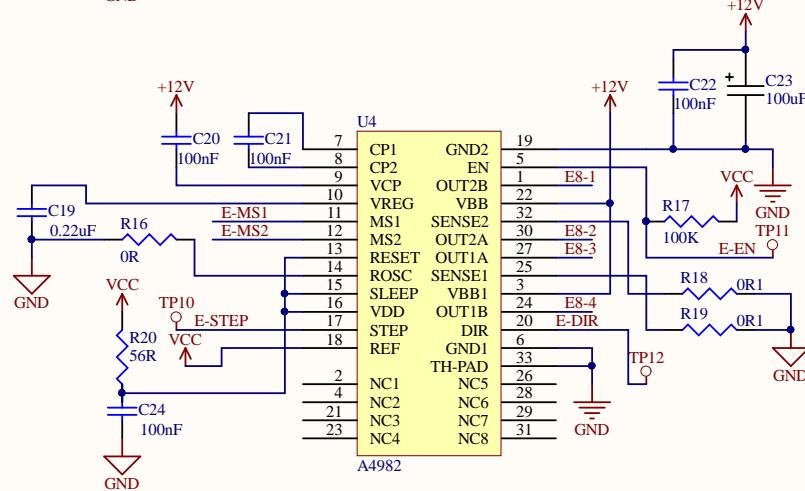 GND
+12V
+12V
+12V
C22
100nF
C23
100uF
U4
C20
100nF
C21
100nF
7 CP1 GND2 19
8 CP2 EN 5
9 VCP OUT2B 1 E8-1
10 VREG VBB 22
E-MS1 11 MS1 SENSE2 32
E-MS2 12 MS2 OUT2A 30 E8-2
13 RESET OUT1A 27 E8-3
14 ROSC SENSE1 25
15 SLEEP VBB1 3
16 VDD OUT1B 24 E8-4
E-STEP 17 STEP DIR 20 E-DIR
18 REF GND1 6
TH-PAD 33
2 NC1 NC5 26
4 NC2 NC6 28
21 NC3 NC7 29
23 NC4 NC8 31
A4982
C19
0.22uF
R16
0R
GND
VCC
TP10
VCC
R20
56R
C24
100nF
GND
VCC
R17
100K
GND
TP11
E-EN
R18 0R1
R19 0R1
GND
TP12
GND